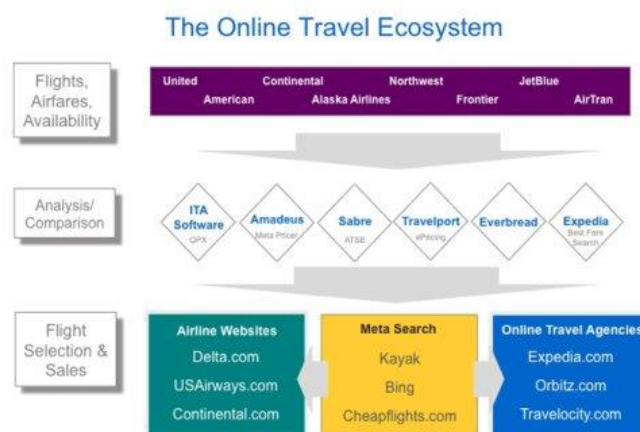 The Online Travel Ecosystem
Flights,
Airfares,
Availability
United Continental Northwest JetBlue
American Alaska Airlines Frontier AirTran
Analysis/
Comparison
ITA
Software
QPX
Amadeus
Meta Pricer
Sabre
ATSE
Travelport
ePricing
Everbread
Expedia
Best Fare
Search
Flight
Selection &
Sales
Airline Websites
Delta.com
USAirways.com
Continental.com
Meta Search
Kayak
Bing
Cheapflights.com
Online Travel Agencies
Expedia.com
Orbitz.com
Travelocity.com